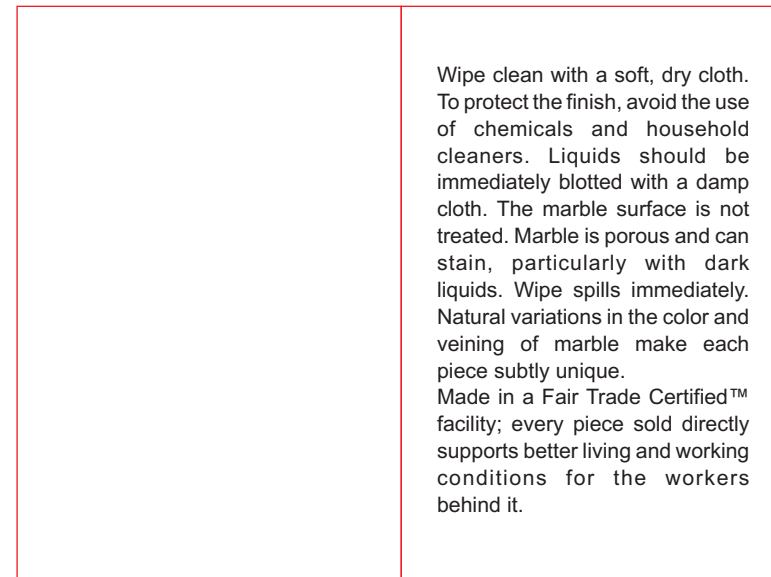 Wipe clean with a soft, dry cloth.
To protect the finish, avoid the use
of chemicals and household
cleaners. Liquids should be
immediately blotted with a damp
cloth. The marble surface is not
treated. Marble is porous and can
stain, particularly with dark
liquids. Wipe spills immediately.
Natural variations in the color and
veining of marble make each
piece subtly unique.
Made in a Fair Trade Certified™
facility; every piece sold directly
supports better living and working
conditions for the workers
behind it.